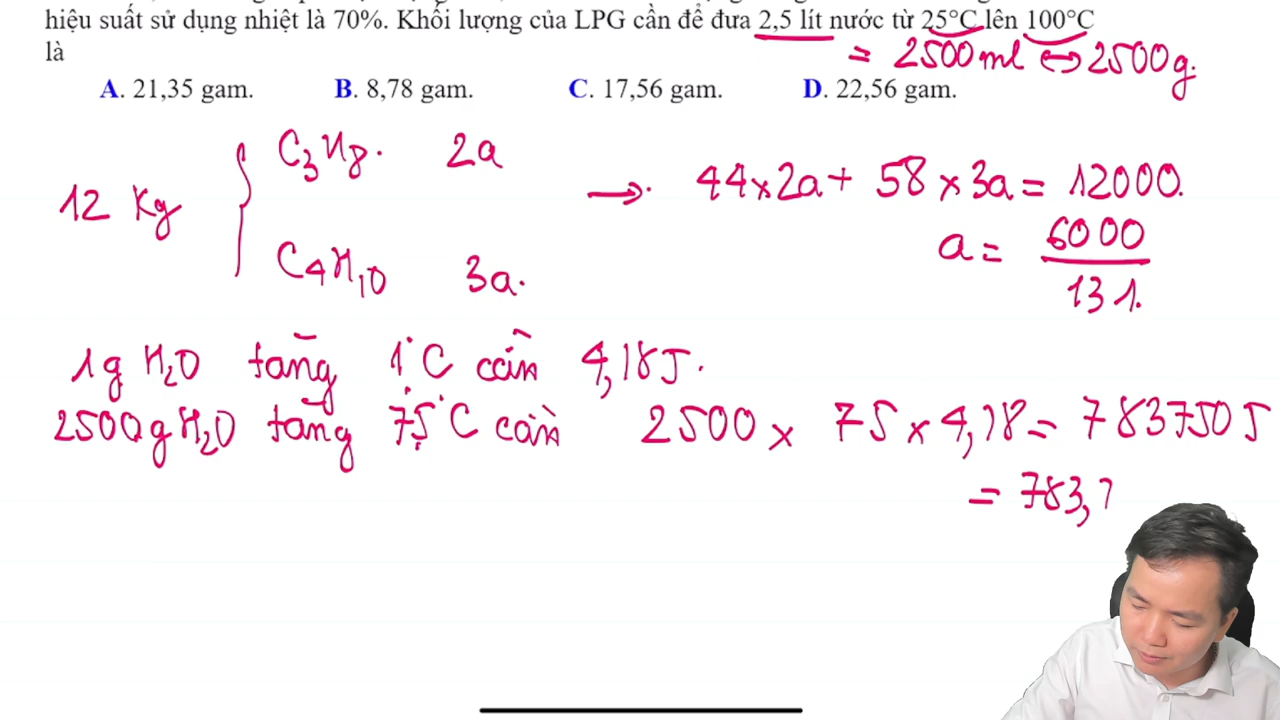 hiệu suất sử dụng nhiệt là 70%. Khối lượng của LPG cần để đưa 2,5 lít nước từ 25°C lên 100°C
là
= 2500 ml ⇔ 2500g.
A. 21,35 gam. B. 8,78 gam. C. 17,56 gam. D. 22,56 gam.
C₃H₈. 2a
12 Kg → 44×2a + 58×3a = 12000.
C₄H₁₀ 3a.
a = 6000/131.
1g H₂O tăng 1°C cần 4,18J.
2500g H₂O tăng 75°C cần 2500 × 75 × 4,18 = 783750J
= 783,7